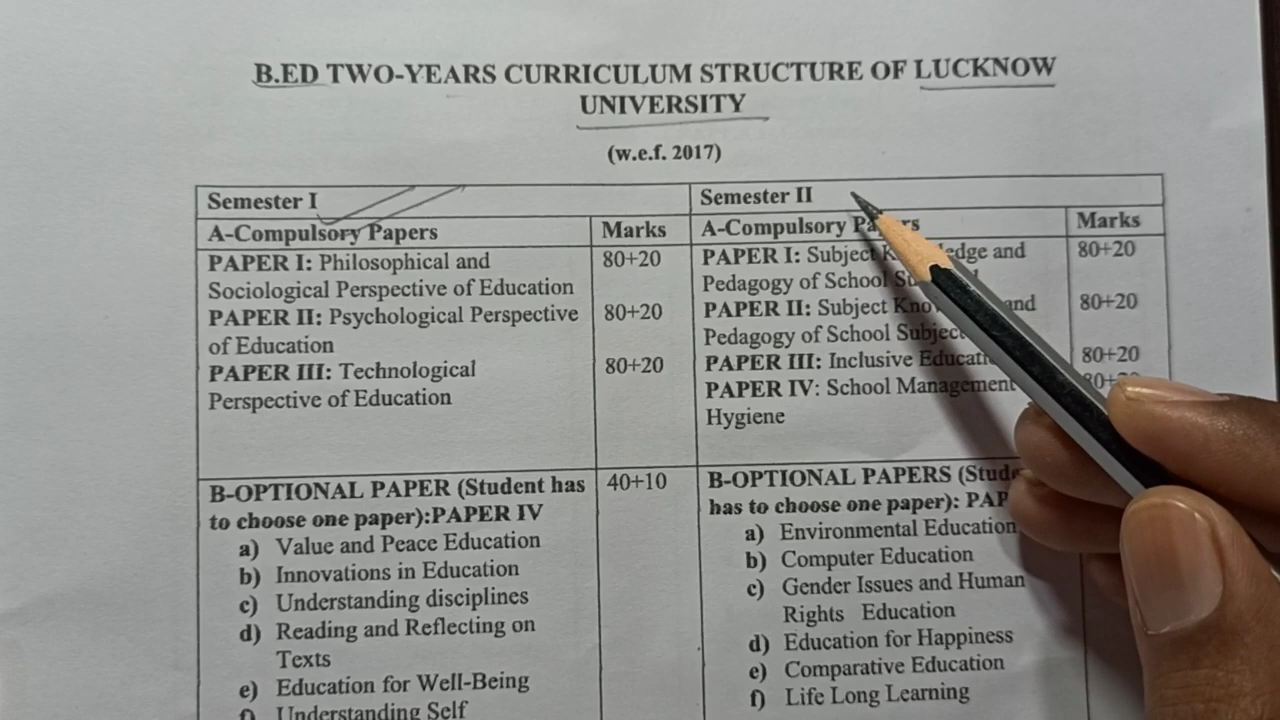 B.ED TWO-YEARS CURRICULUM STRUCTURE OF LUCKNOW
UNIVERSITY
(w.e.f. 2017)
Semester I
A-Compulsory Papers
Marks
PAPER I: Philosophical and
Sociological Perspective of Education
80+20
PAPER II: Psychological Perspective
of Education
80+20
PAPER III: Technological
Perspective of Education
80+20
B-OPTIONAL PAPER (Student has
to choose one paper):PAPER IV
40+10
a) Value and Peace Education
b) Innovations in Education
c) Understanding disciplines
d) Reading and Reflecting on
Texts
e) Education for Well-Being
f) Understanding Self
Semester II
A-Compulsory Papers
Marks
PAPER I: Subject and
Pedagogy of School
80+20
PAPER II: Subject and
Pedagogy of School Subject
80+20
PAPER III: Inclusive
80+20
PAPER IV: School Management
Hygiene
B-OPTIONAL PAPERS
has to choose one paper):
a) Environmental Education
b) Computer Education
c) Gender Issues and Human
Rights Education
d) Education for Happiness
e) Comparative Education
f) Life Long Learning